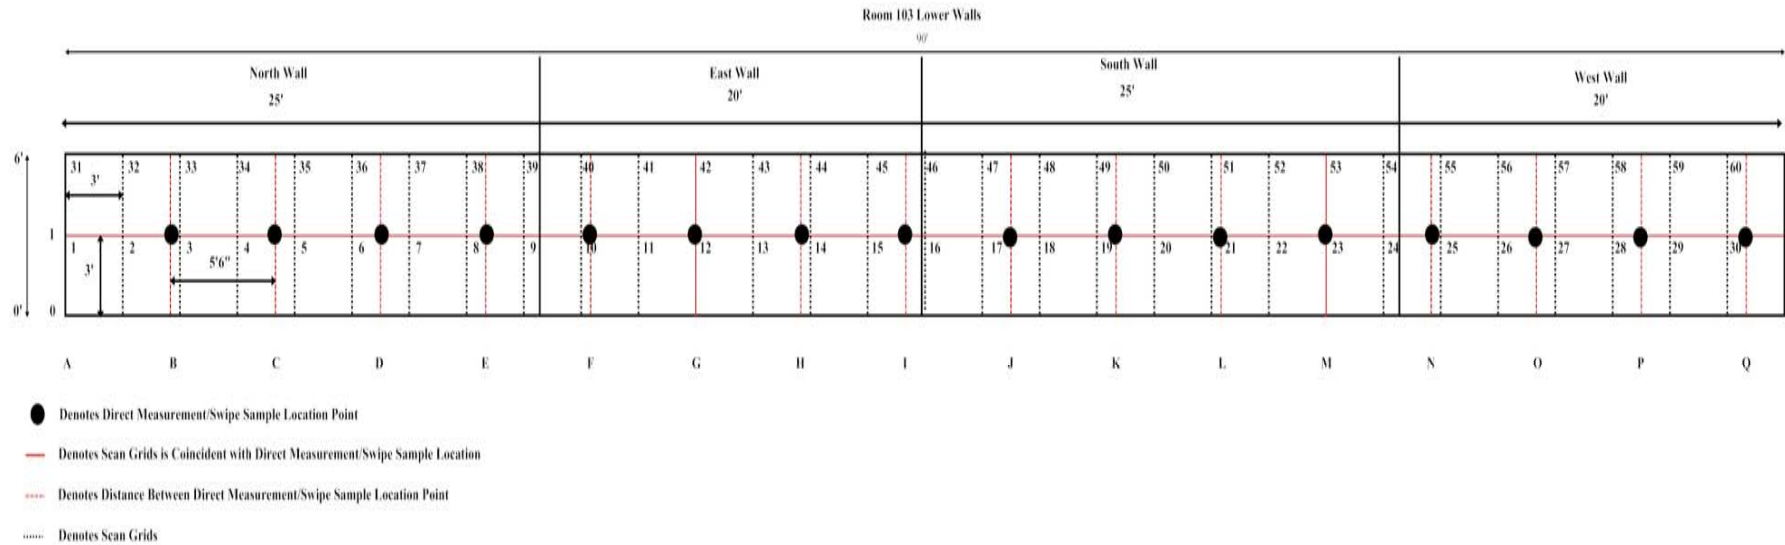 Room 103 Lower Walls
90'
North Wall
East Wall
South Wall
West Wall
25'
20'
25'
20'
6'
31 32 33 34 35 36 37 38 39 40 41 42 43 44 45 46 47 48 49 50 51 52 53 54 55 56 57 58 59 60
3'
1
1 2 3 4 5 6 7 8 9 10 11 12 13 14 15 16 17 18 19 20 21 22 23 24 25 26 27 28 29 30
3'
5'6"
0'
0
A B C D E F G H I J K L M N O P Q
Denotes Direct Measurement/Swipe Sample Location Point
Denotes Scan Grids is Coincident with Direct Measurement/Swipe Sample Location
Denotes Distance Between Direct Measurement/Swipe Sample Location Point
Denotes Scan Grids